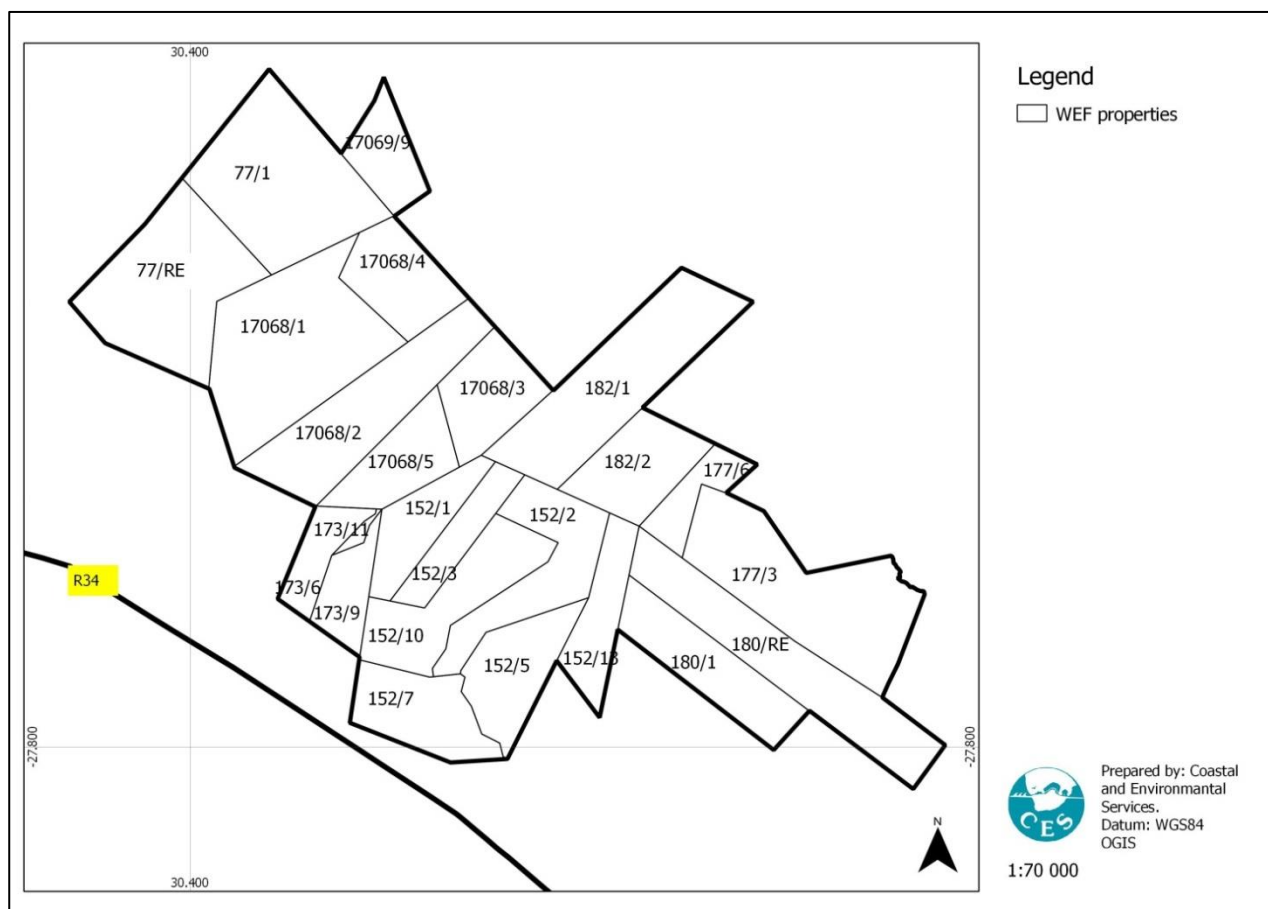 30.400
Legend
WEF properties
17069/9
77/1
77/RE
17068/4
17068/1
17068/3
182/1
17068/2
17068/5
182/2
177/6
152/1
152/2
173/11
R34
173/6
152/3
177/3
173/9
152/10
180/RE
152/5
152/13
180/1
152/7
-27.800
-27.800
Prepared by: Coastal
and Environmantal
Services.
Datum: WGS84
OGIS
CES
N
1:70 000
30.400